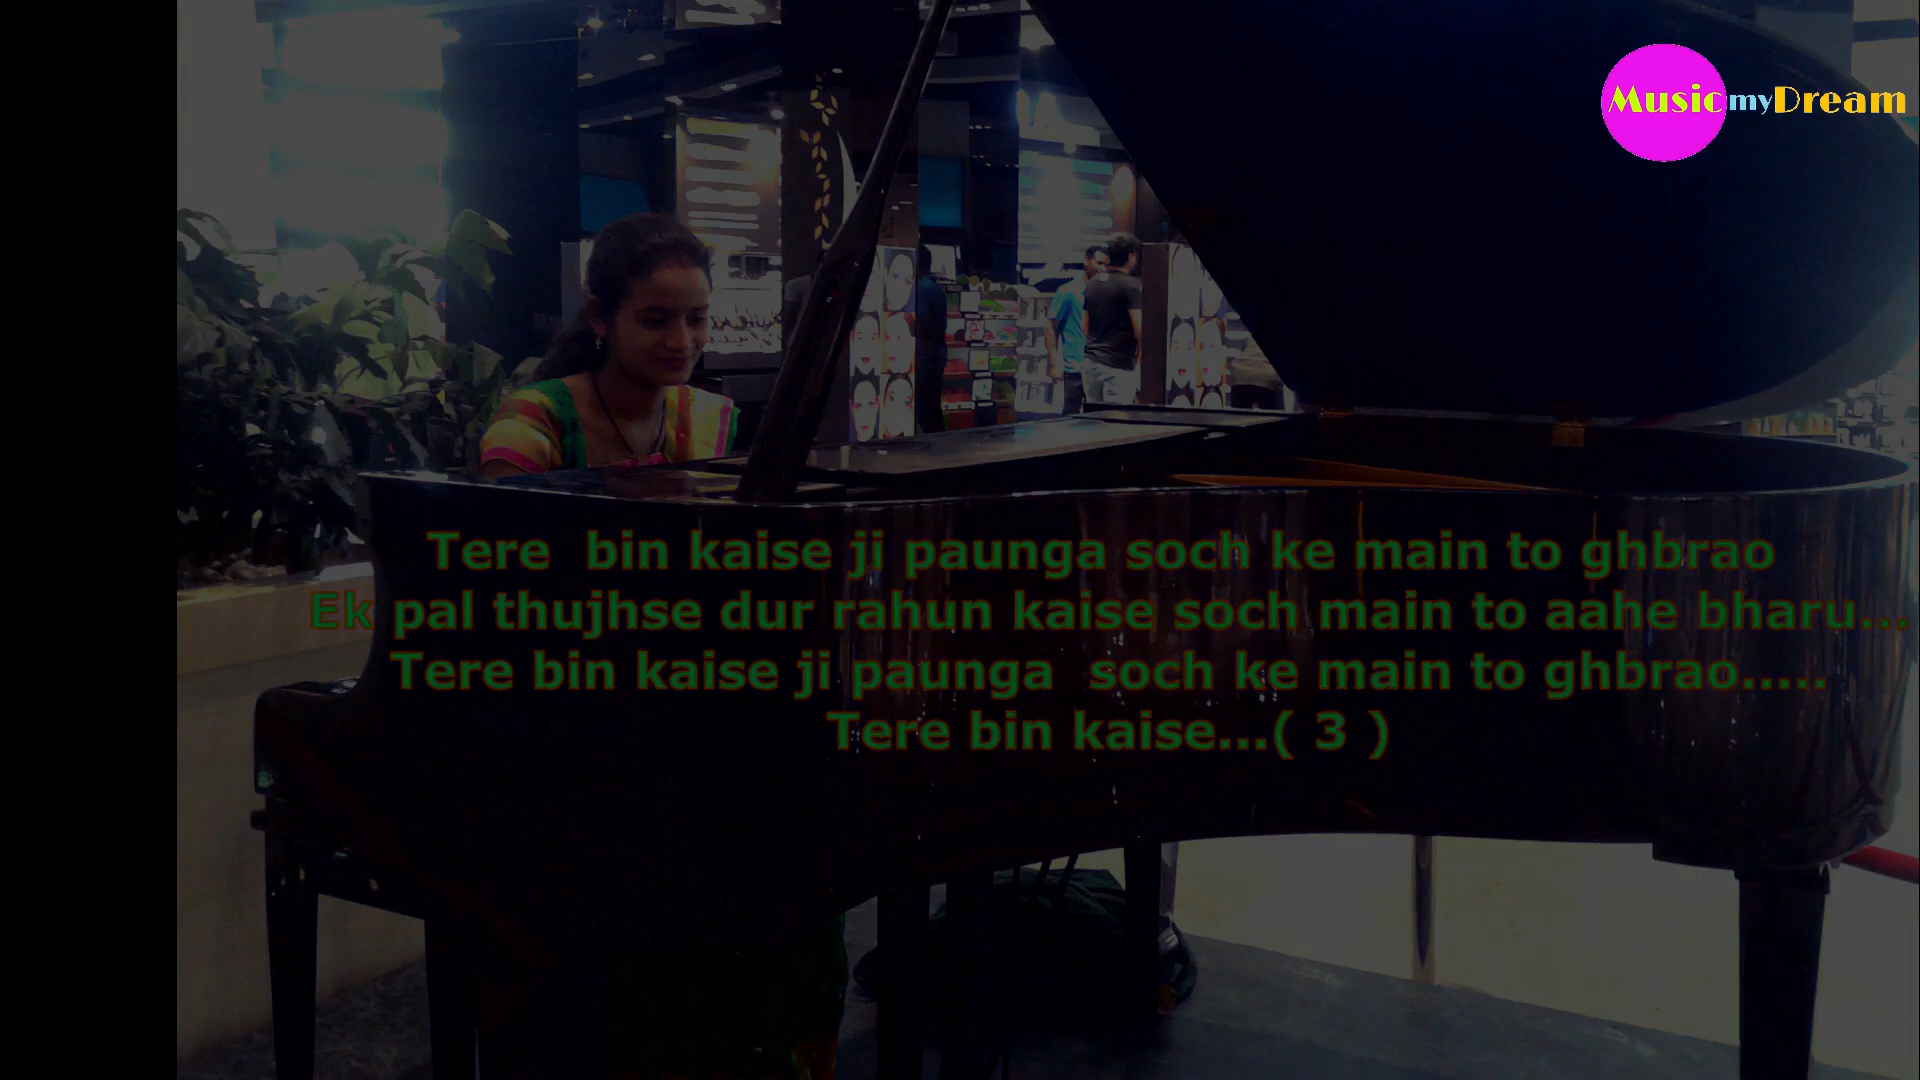 MusicmyDream
Tere  bin kaise ji paunga soch ke main to ghbrao
Ek pal thujhse dur rahun kaise soch main to aahe bharu...
Tere bin kaise ji paunga  soch ke main to ghbrao.....
Tere bin kaise...( 3 )